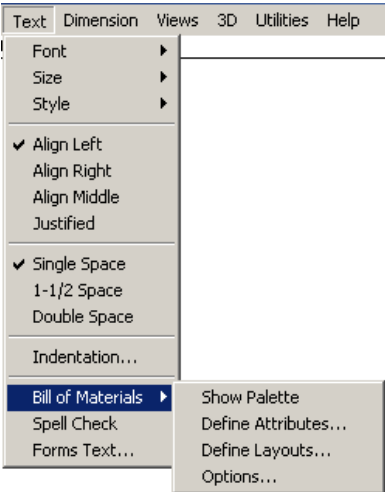 Text Dimension Views 3D Utilities Help
Font
Size
Style
Align Left
Align Right
Align Middle
Justified
Single Space
1-1/2 Space
Double Space
Indentation...
Bill of Materials Show Palette
Spell Check Define Attributes...
Forms Text... Define Layouts...
Options...